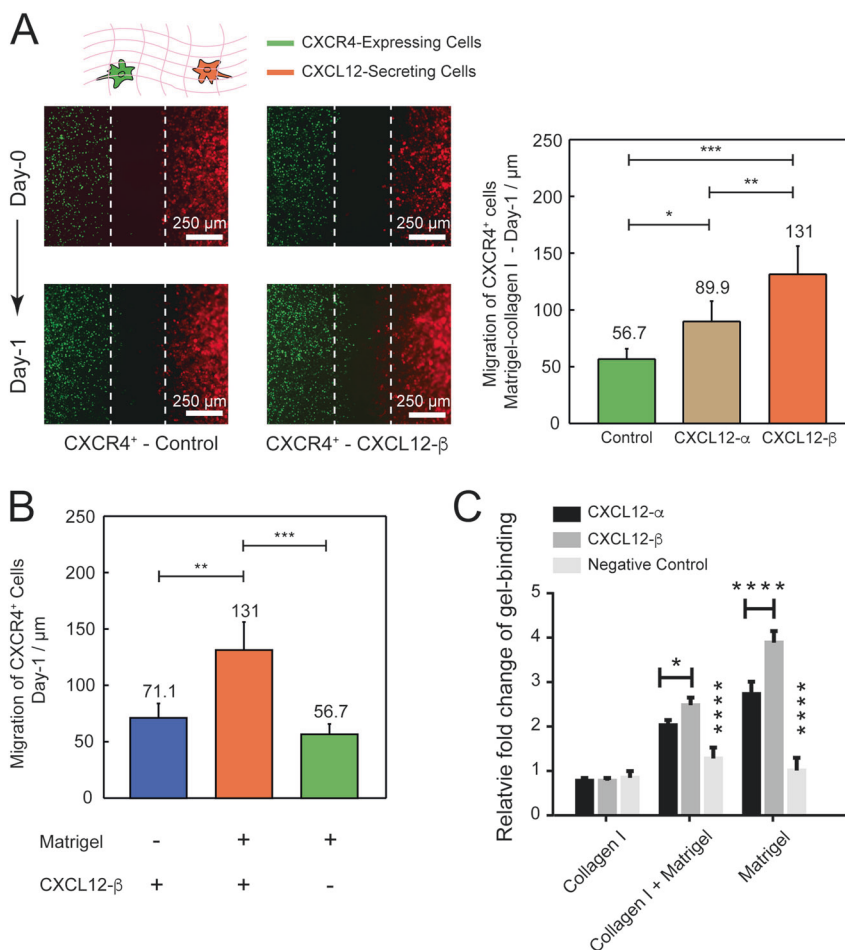 A
CXCR4-Expressing Cells
CXCL12-Secreting Cells
Day-0
Day-1
250 µm
250 µm
250 µm
250 µm
CXCR4+ - Control
CXCR4+ - CXCL12-β
Migration of CXCR4+ cells
Matrigel-collagen I - Day-1 / µm
250
200
150
100
50
0
***
**
*
56.7
89.9
131
Control
CXCL12-α
CXCL12-β
B
Migration of CXCR4+ Cells
Day-1 / µm
250
200
150
100
50
0
**
***
71.1
131
56.7
Matrigel - + +
CXCL12-β + + -
C
CXCL12-α
CXCL12-β
Negative Control
Relatvie fold change of gel-binding
5
4
3
2
1
0
*
****
****
****
Collagen I
Collagen I + Matrigel
Matrigel